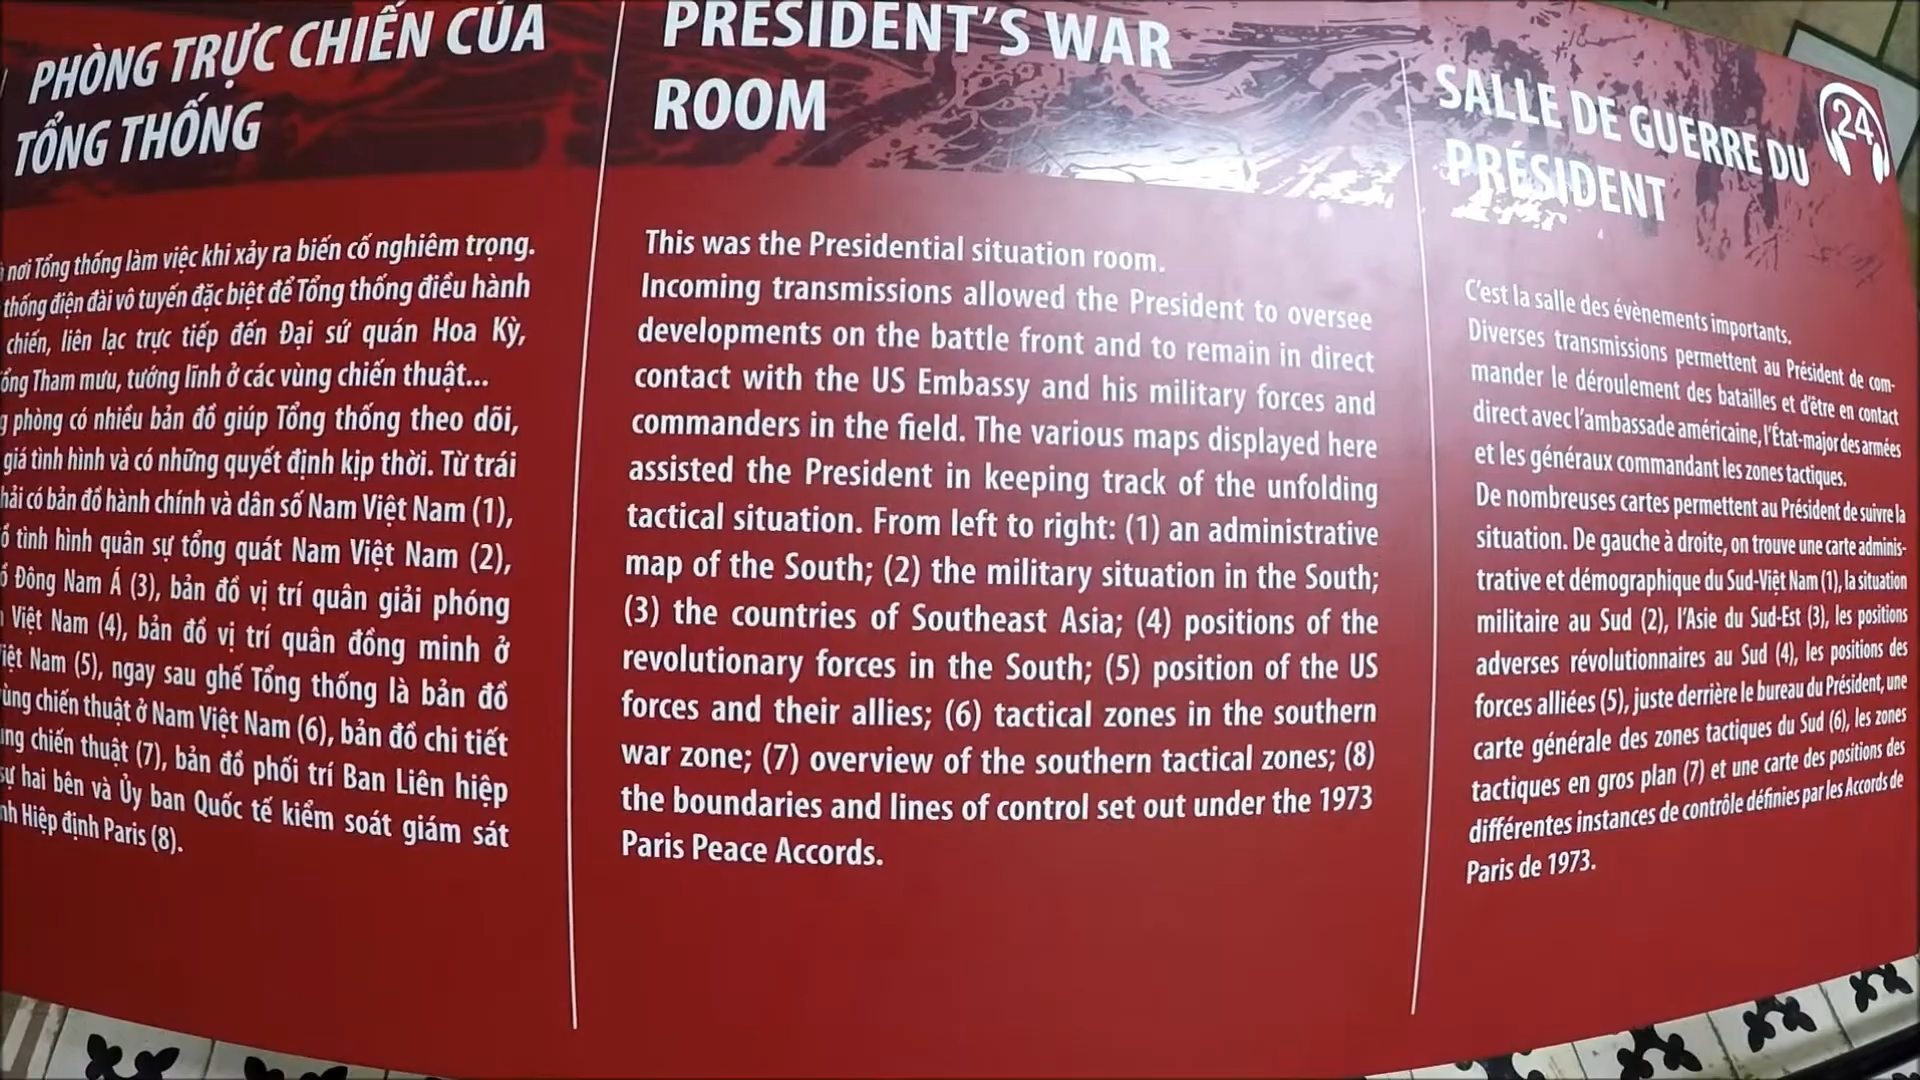 PHÒNG TRỰC CHIẾN CỦA
TỔNG THỐNG
nơi Tổng thống làm việc khi xảy ra biến cố nghiêm trọng.
thống điện đài vô tuyến đặc biệt để Tổng thống điều hành
chiến, liên lạc trực tiếp đến Đại sứ quán Hoa Kỳ,
Tham mưu, tướng lĩnh ở các vùng chiến thuật...
phòng có nhiều bản đồ giúp Tổng thống theo dõi,
giá tình hình và có những quyết định kịp thời. Từ trái
có bản đồ hành chính và dân số Nam Việt Nam (1),
tình hình quân sự tổng quát Nam Việt Nam (2),
Đông Nam Á (3), bản đồ vị trí quân giải phóng
Việt Nam (4), bản đồ vị trí quân đồng minh ở
Nam (5), ngay sau ghế Tổng thống là bản đồ
chiến thuật ở Nam Việt Nam (6), bản đồ chi tiết
chiến thuật (7), bản đồ phối trí Ban Liên hiệp
hai bên và Ủy ban Quốc tế kiểm soát giám sát
Hiệp định Paris (8).
PRESIDENT'S WAR
ROOM
This was the Presidential situation room.
Incoming transmissions allowed the President to oversee
developments on the battle front and to remain in direct
contact with the US Embassy and his military forces and
commanders in the field. The various maps displayed here
assisted the President in keeping track of the unfolding
tactical situation. From left to right: (1) an administrative
map of the South; (2) the military situation in the South;
(3) the countries of Southeast Asia; (4) positions of the
revolutionary forces in the South; (5) position of the US
forces and their allies; (6) tactical zones in the southern
war zone; (7) overview of the southern tactical zones; (8)
the boundaries and lines of control set out under the 1973
Paris Peace Accords.
SALLE DE GUERRE DU
PRÉSIDENT
24
C'est la salle des évènements importants.
Diverses transmissions permettent au Président de com-
mander le déroulement des batailles et d'être en contact
direct avec l'ambassade américaine, l'État-major des armées
et les généraux commandant les zones tactiques.
De nombreuses cartes permettent au Président de suivre la
situation. De gauche à droite, on trouve une carte adminis-
trative et démographique du Sud-Việt Nam (1), la situation
militaire au Sud (2), l'Asie du Sud-Est (3), les positions
adverses révolutionnaires au Sud (4), les positions des
forces alliées (5), juste derrière le bureau du Président, une
carte générale des zones tactiques du Sud (6), les zones
tactiques en gros plan (7) et une carte des positions des
différentes instances de contrôle définies par les Accords de
Paris de 1973.